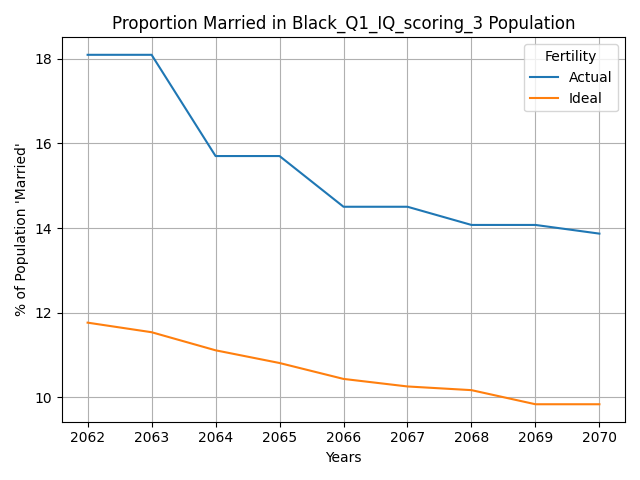 Proportion Married in Black_Q1_IQ_scoring_3 Population
% of Population 'Married'
18
16
14
12
10
Fertility
Actual
Ideal
2062 2063 2064 2065 2066 2067 2068 2069 2070
Years